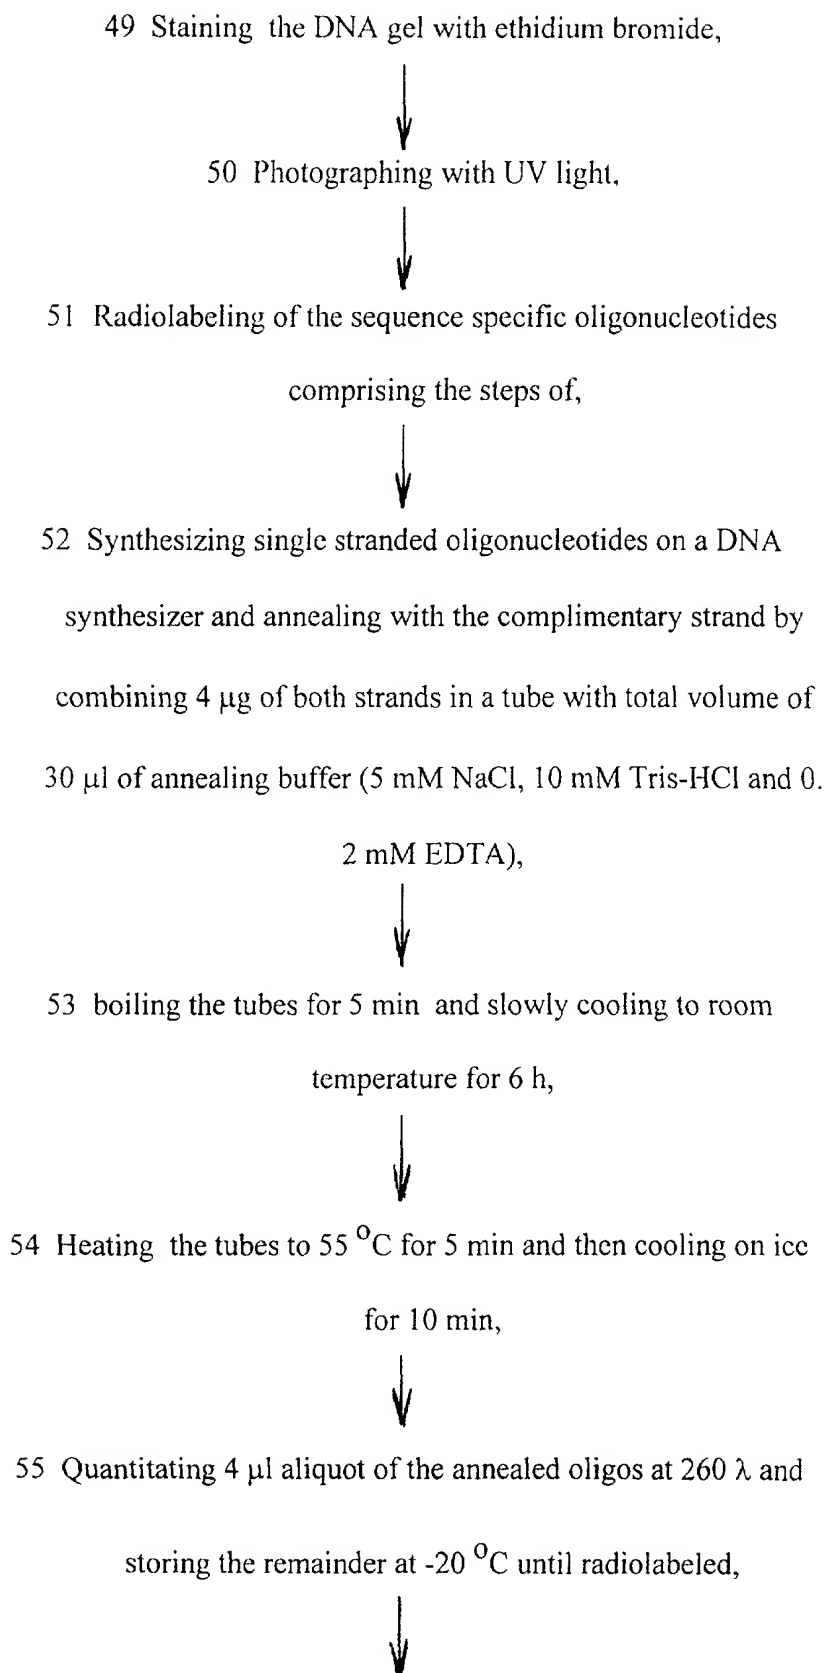 49 Staining the DNA gel with ethidium bromide,
50 Photographing with UV light,
51 Radiolabeling of the sequence specific oligonucleotides
comprising the steps of,
52 Synthesizing single stranded oligonucleotides on a DNA
synthesizer and annealing with the complimentary strand by
combining 4 μg of both strands in a tube with total volume of
30 μl of annealing buffer (5 mM NaCl, 10 mM Tris-HCl and 0.
2 mM EDTA),
53 boiling the tubes for 5 min and slowly cooling to room
temperature for 6 h,
54 Heating the tubes to 55 °C for 5 min and then cooling on ice
for 10 min,
55 Quantitating 4 μl aliquot of the annealed oligos at 260 λ and
storing the remainder at -20 °C until radiolabeled,